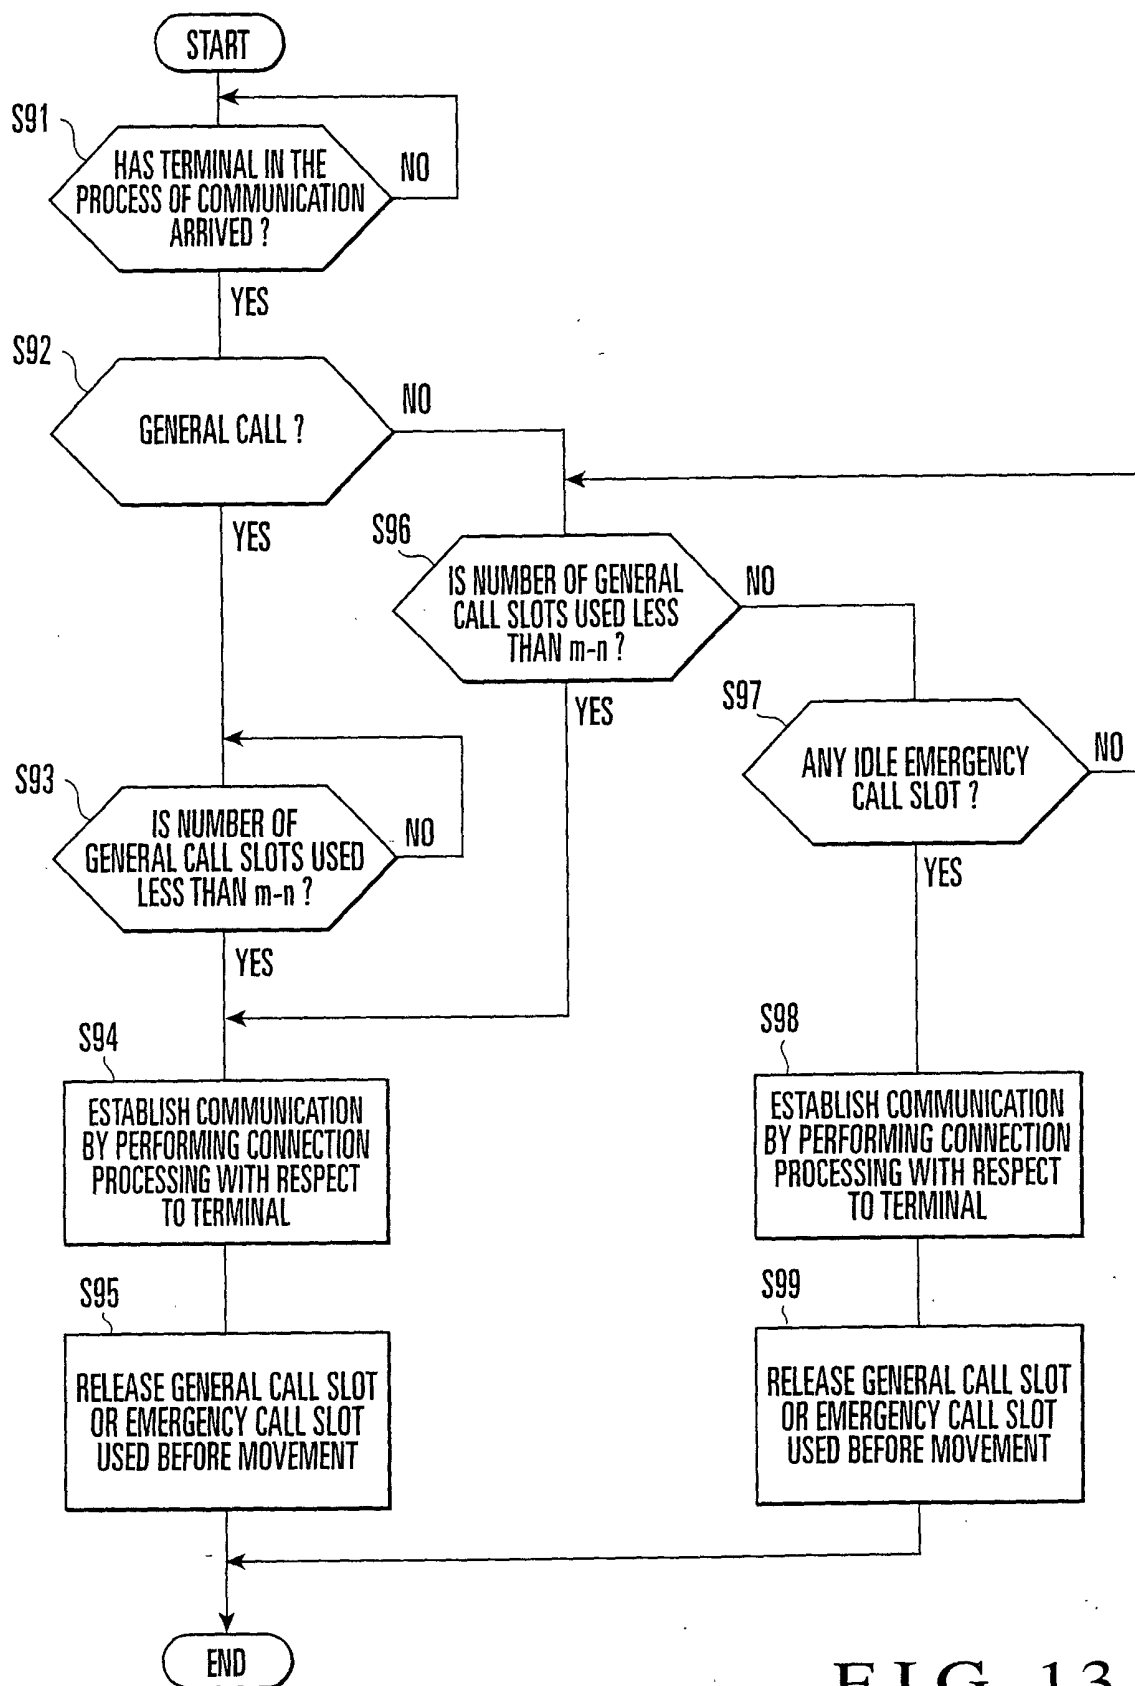 START
S91
HAS TERMINAL IN THE
PROCESS OF COMMUNICATION
ARRIVED ?
NO
YES
S92
GENERAL CALL ?
NO
YES
S96
IS NUMBER OF GENERAL
CALL SLOTS USED LESS
THAN m-n ?
NO
YES
S97
ANY IDLE EMERGENCY
CALL SLOT ?
NO
YES
S93
IS NUMBER OF
GENERAL CALL SLOTS USED
LESS THAN m-n ?
NO
YES
S94
ESTABLISH COMMUNICATION
BY PERFORMING CONNECTION
PROCESSING WITH RESPECT
TO TERMINAL
S98
ESTABLISH COMMUNICATION
BY PERFORMING CONNECTION
PROCESSING WITH RESPECT
TO TERMINAL
S95
RELEASE GENERAL CALL SLOT
OR EMERGENCY CALL SLOT
USED BEFORE MOVEMENT
S99
RELEASE GENERAL CALL SLOT
OR EMERGENCY CALL SLOT
USED BEFORE MOVEMENT
END
FIG. 13